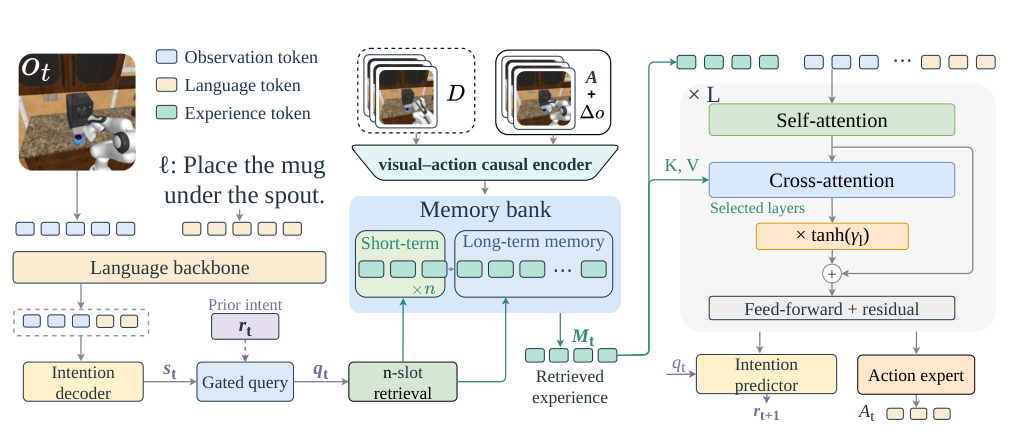 o_t
Observation token
Language token
Experience token
ℓ: Place the mug
under the spout.
Language backbone
Prior intent
r_t
Intention
decoder
s_t
Gated query
q_t
n-slot
retrieval
D
A
+
Δo
visual–action causal encoder
Memory bank
Short-term
×n
Long-term memory
...
M_t
Retrieved
experience
...
× L
Self-attention
K, V
Cross-attention
Selected layers
× tanh(γ_l)
+
Feed-forward + residual
q_t
Intention
predictor
r_{t+1}
Action expert
A_t